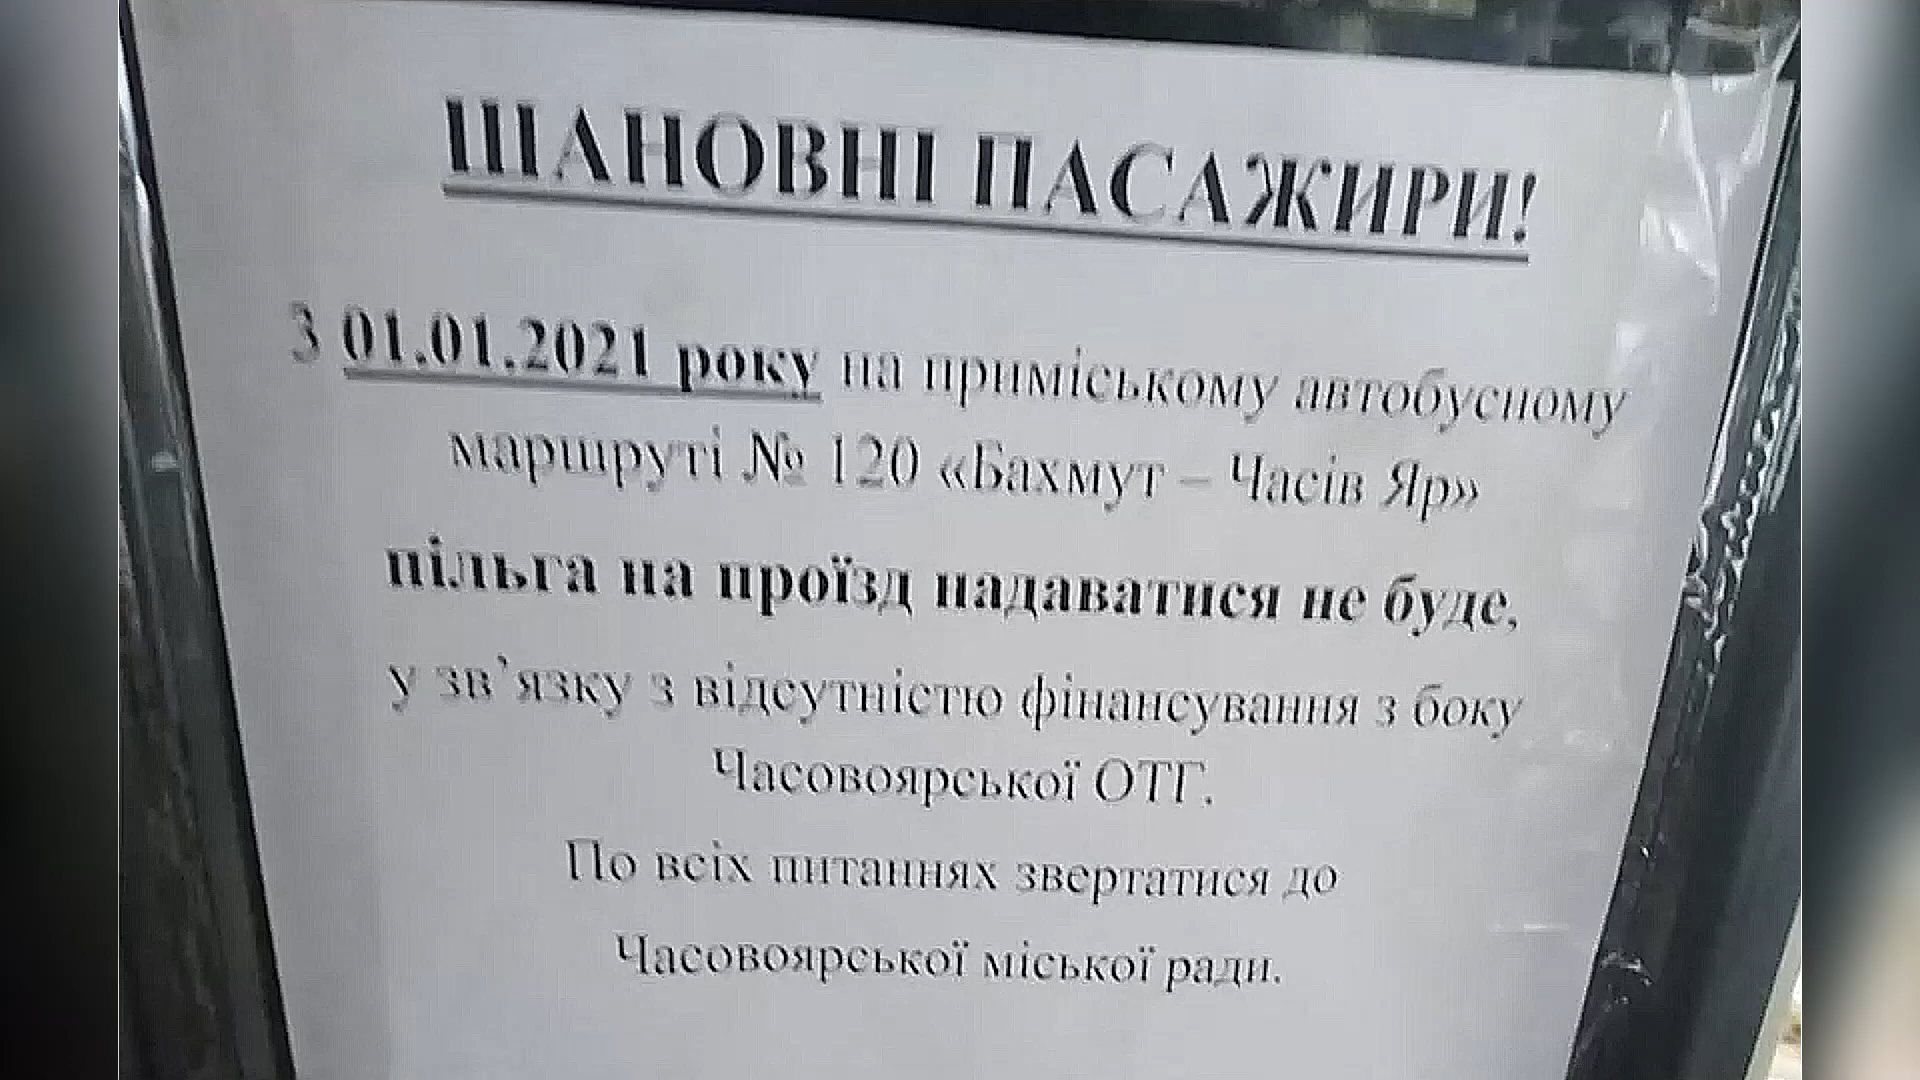 ШАНОВНІ ПАСАЖИРИ!
З 01.01.2021 року на приміському автобусному
маршруті № 120 «Бахмут – Часів Яр»
пільга на проїзд надаватися не буде,
у зв’язку з відсутністю фінансування з боку
Часовоярської ОТГ.
По всіх питаннях звертатися до
Часовоярської міської ради.